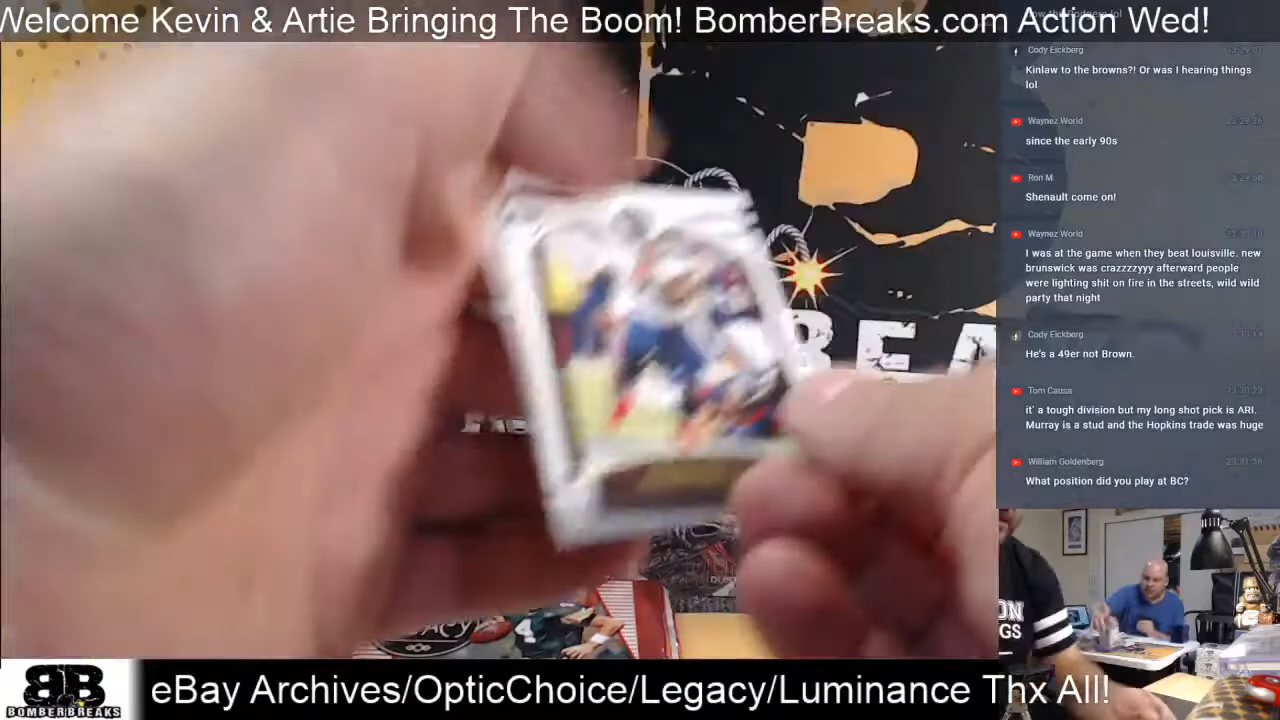 Welcome Kevin & Artie Bringing The Boom! BomberBreaks.com Action Wed!
Cody Eickberg
Kinlaw to the browns?! Or was I hearing things
lol
Waynez World
since the early 90s
Ron M
Shenault come on!
Waynez World
I was at the game when they beat louisville. new
brunswick was crazzzzyyy afterward people
were lighting shit on fire in the streets, wild wild
party that night
Cody Eickberg
He's a 49er not Brown.
Tom Causa
it' a tough division but my long shot pick is ARI.
Murray is a stud and the Hopkins trade was huge
William Goldenberg
What position did you play at BC?
BREA
ON
GS
BB
BOMBERBREAKS
eBay Archives/OpticChoice/Legacy/Luminance Thx All!